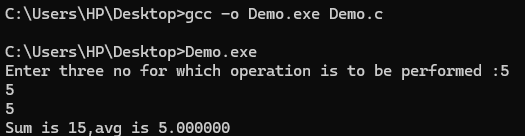 C:\Users\HP\Desktop>gcc -o Demo.exe Demo.c
C:\Users\HP\Desktop>Demo.exe
Enter three no for which operation is to be performed :5
5
5
Sum is 15,avg is 5.000000